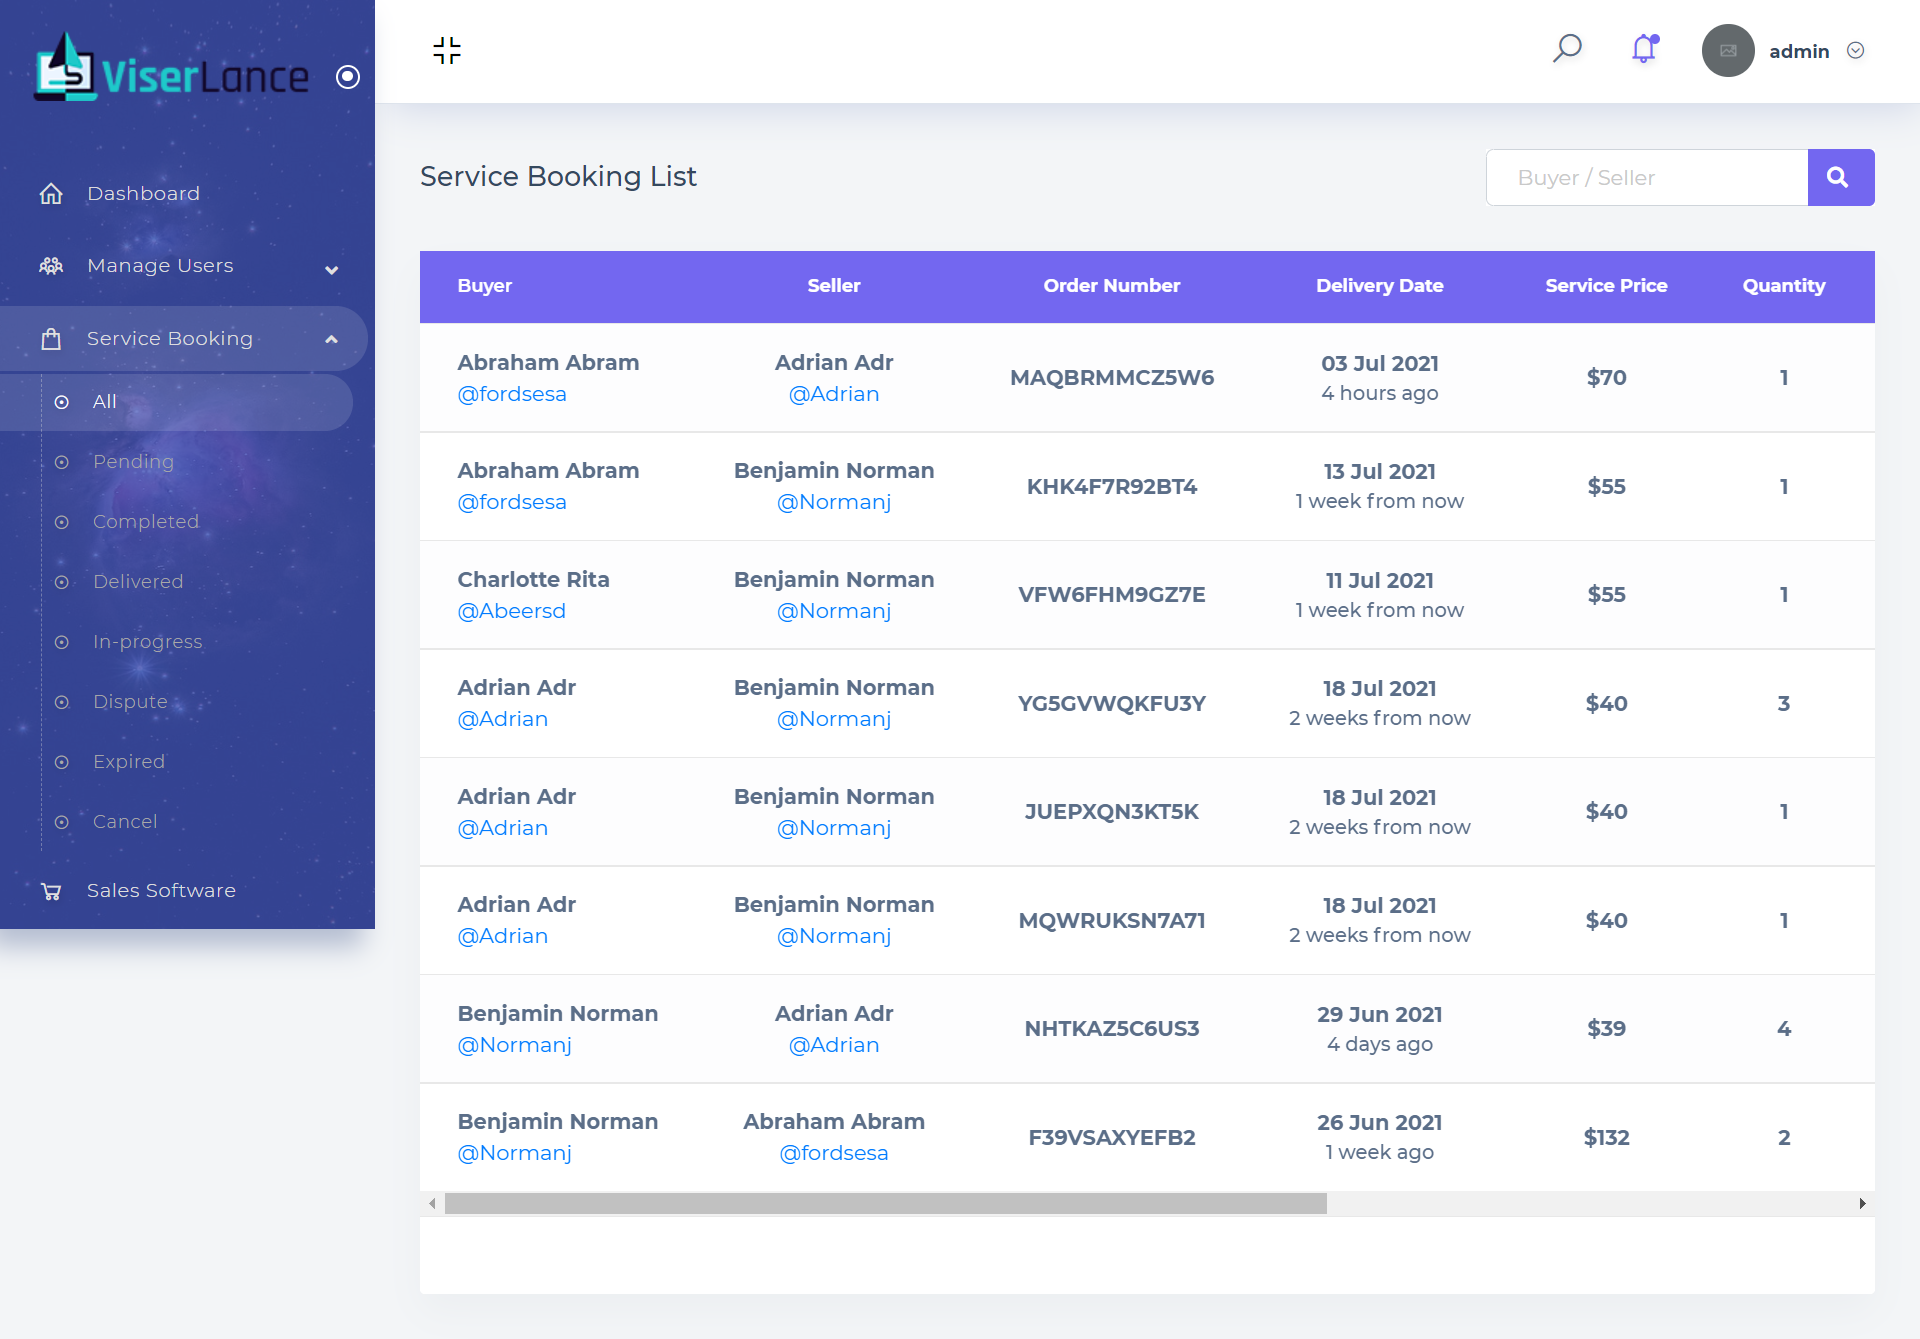 ViserLance
admin
Dashboard
Manage Users
Service Booking
All
Pending
Completed
Delivered
In-progress
Dispute
Expired
Cancel
Sales Software
Service Booking List
Buyer / Seller
Buyer Seller Order Number Delivery Date Service Price Quantity
Abraham Abram Adrian Adr MAQBRMMCZ5W6 03 Jul 2021 $70 1
@fordsesa @Adrian 4 hours ago
Abraham Abram Benjamin Norman KHK4F7R92BT4 13 Jul 2021 $55 1
@fordsesa @Normanj 1 week from now
Charlotte Rita Benjamin Norman VFW6FHM9GZ7E 11 Jul 2021 $55 1
@Abeersd @Normanj 1 week from now
Adrian Adr Benjamin Norman YG5GVWQKFU3Y 18 Jul 2021 $40 3
@Adrian @Normanj 2 weeks from now
Adrian Adr Benjamin Norman JUEPXQN3KT5K 18 Jul 2021 $40 1
@Adrian @Normanj 2 weeks from now
Adrian Adr Benjamin Norman MQWRUKSN7A71 18 Jul 2021 $40 1
@Adrian @Normanj 2 weeks from now
Benjamin Norman Adrian Adr NHTKAZ5C6US3 29 Jun 2021 $39 4
@Normanj @Adrian 4 days ago
Benjamin Norman Abraham Abram F39VSAXYEFB2 26 Jun 2021 $132 2
@Normanj @fordsesa 1 week ago